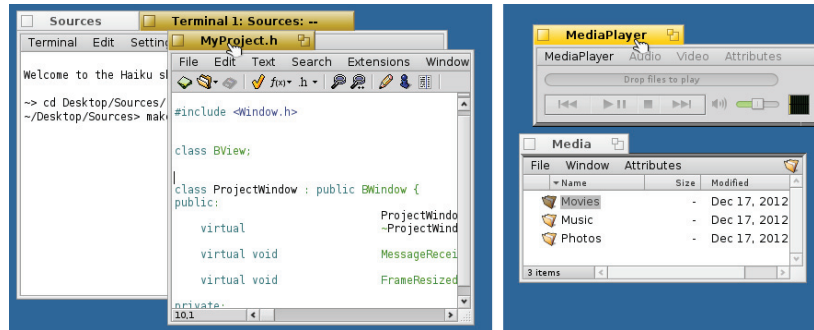 Sources
Terminal 1: Sources: --
Terminal Edit Setting
Welcome to the Haiku sh
~> cd Desktop/Sources/
~/Desktop/Sources> mak
MyProject.h
File Edit Text Search Extensions Window
f(x) .h
#include <Window.h>
class BView;
class ProjectWindow : public BWindow {
public:
ProjectWindo
virtual ~ProjectWind
virtual void MessageRecei
virtual void FrameResized
private:
10,1
MediaPlayer
MediaPlayer Audio Video Attributes
Drop files to play
Media
File Window Attributes
Name Size Modified
Movies - Dec 17, 2012
Music - Dec 17, 2012
Photos - Dec 17, 2012
3 items